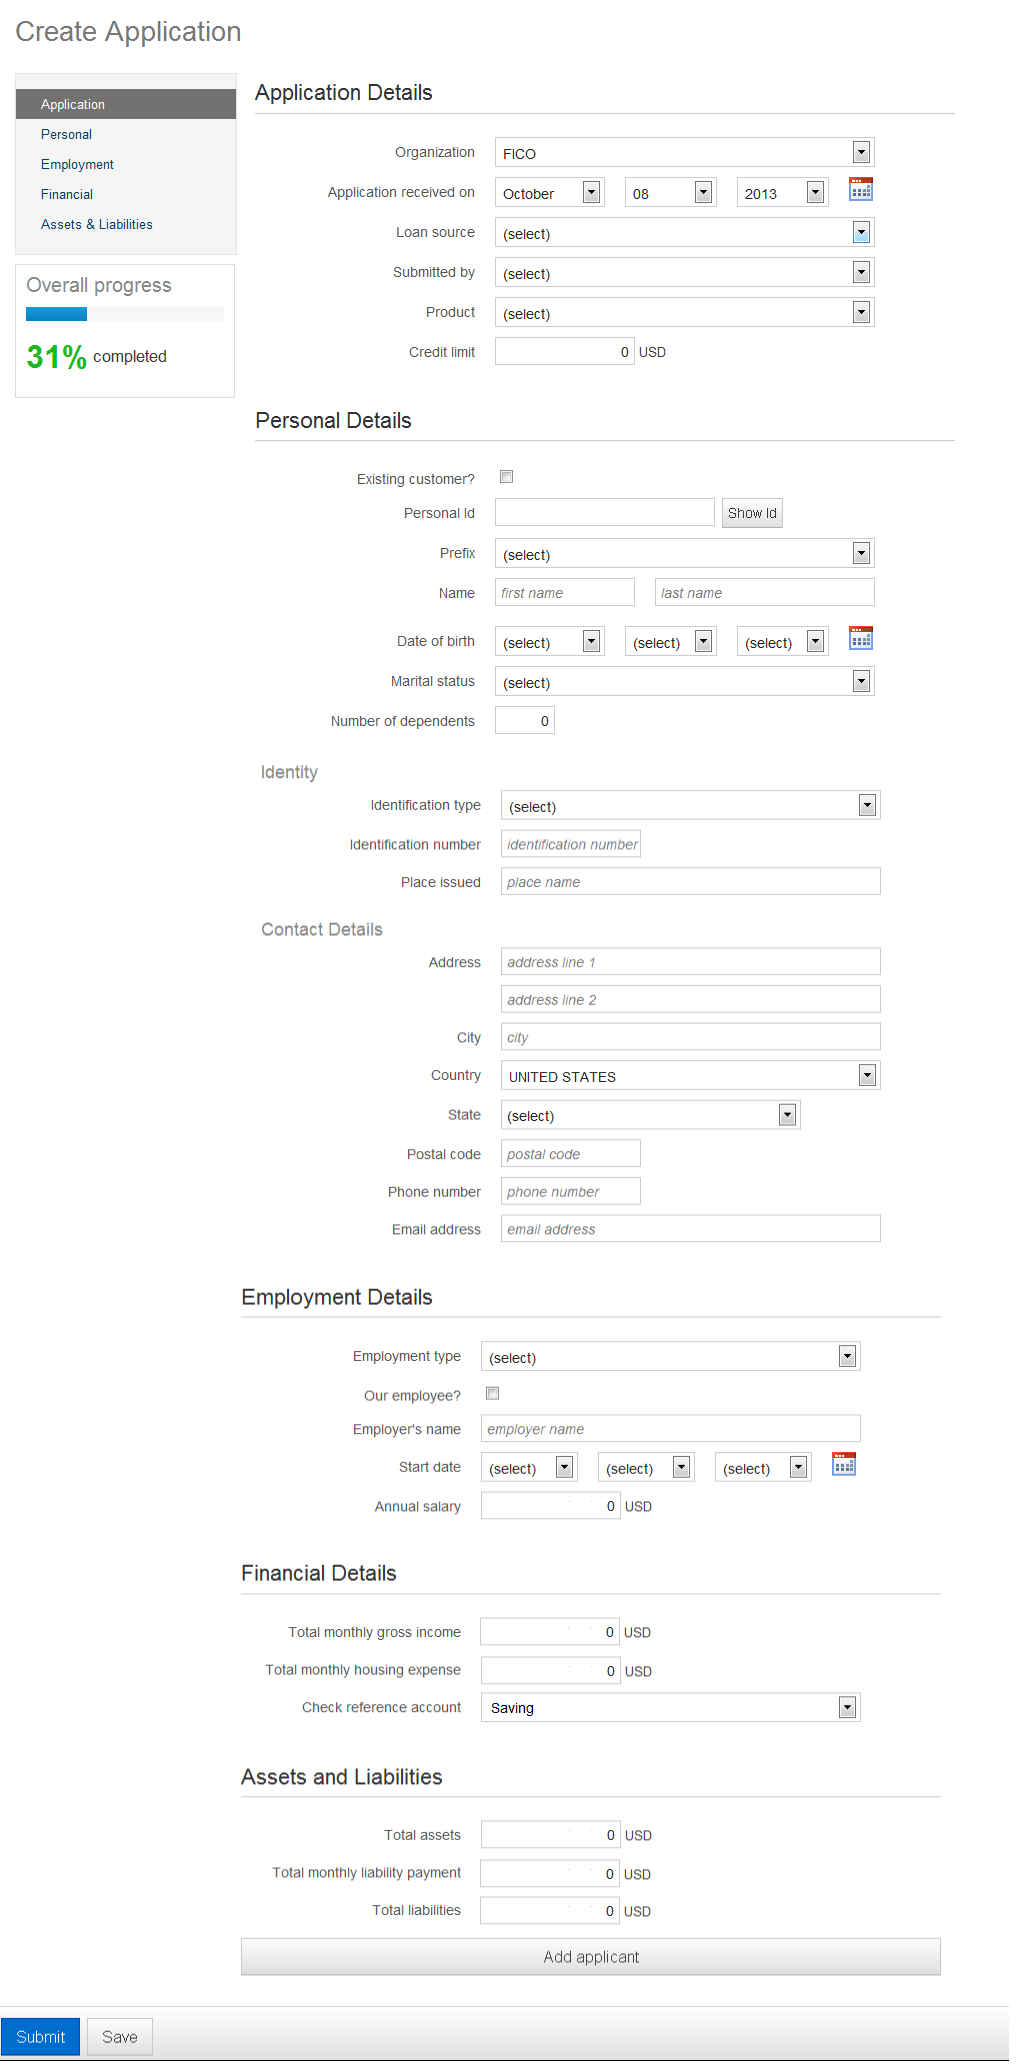 Create Application
Application
Personal
Employment
Financial
Assets & Liabilities
Overall progress
31% completed
Application Details
Organization FICO
Application received on October 08 2013
Loan source (select)
Submitted by (select)
Product (select)
Credit limit 0 USD
Personal Details
Existing customer?
Personal Id Show Id
Prefix (select)
Name first name last name
Date of birth (select) (select) (select)
Marital status (select)
Number of dependents 0
Identity
Identification type (select)
Identification number identification number
Place issued place name
Contact Details
Address address line 1
address line 2
City city
Country UNITED STATES
State (select)
Postal code postal code
Phone number phone number
Email address email address
Employment Details
Employment type (select)
Our employee?
Employer's name employer name
Start date (select) (select) (select)
Annual salary 0 USD
Financial Details
Total monthly gross income 0 USD
Total monthly housing expense 0 USD
Check reference account Saving
Assets and Liabilities
Total assets 0 USD
Total monthly liability payment 0 USD
Total liabilities 0 USD
Add applicant
Submit Save